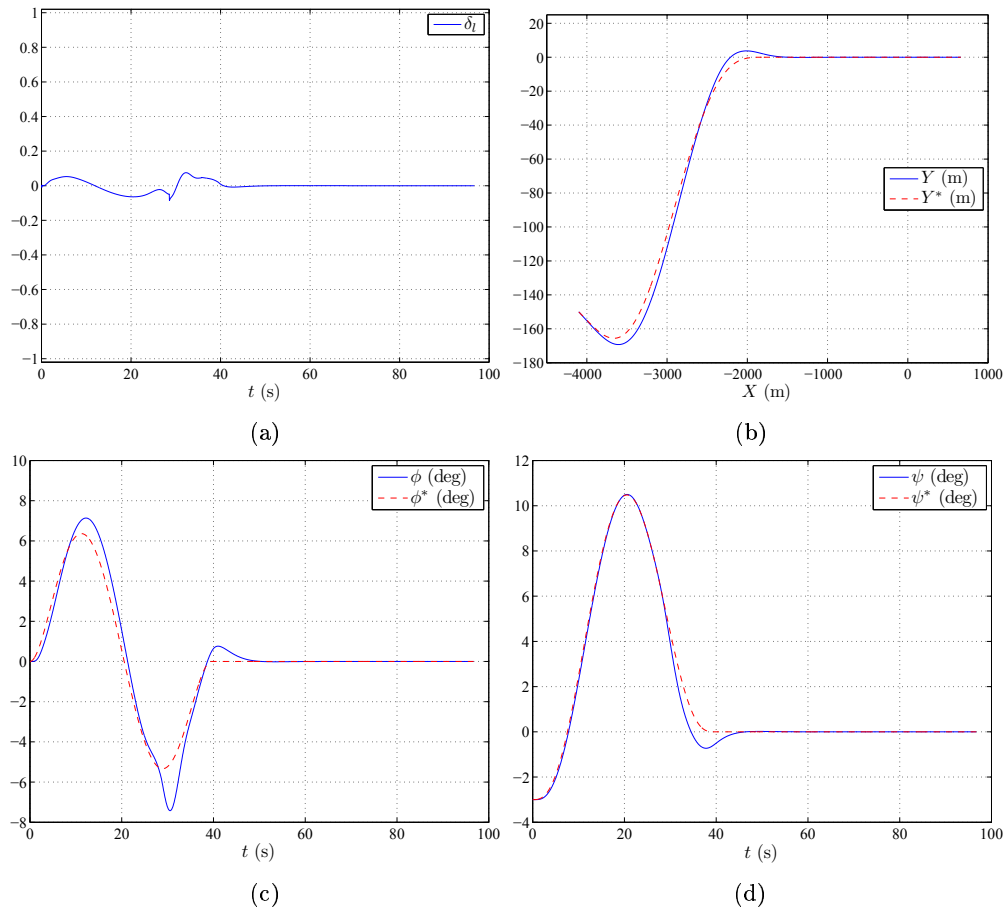 δ_l
1
0.8
0.6
0.4
0.2
0
−0.2
−0.4
−0.6
−0.8
−1
0 20 40 60 80 100
t (s)
(a)
Y (m)
Y* (m)
20
0
−20
−40
−60
−80
−100
−120
−140
−160
−180
−4000 −3000 −2000 −1000 0 1000
X (m)
(b)
ϕ (deg)
ϕ* (deg)
10
8
6
4
2
0
−2
−4
−6
−8
0 20 40 60 80 100
t (s)
(c)
ψ (deg)
ψ* (deg)
12
10
8
6
4
2
0
−2
−4
0 20 40 60 80 100
t (s)
(d)